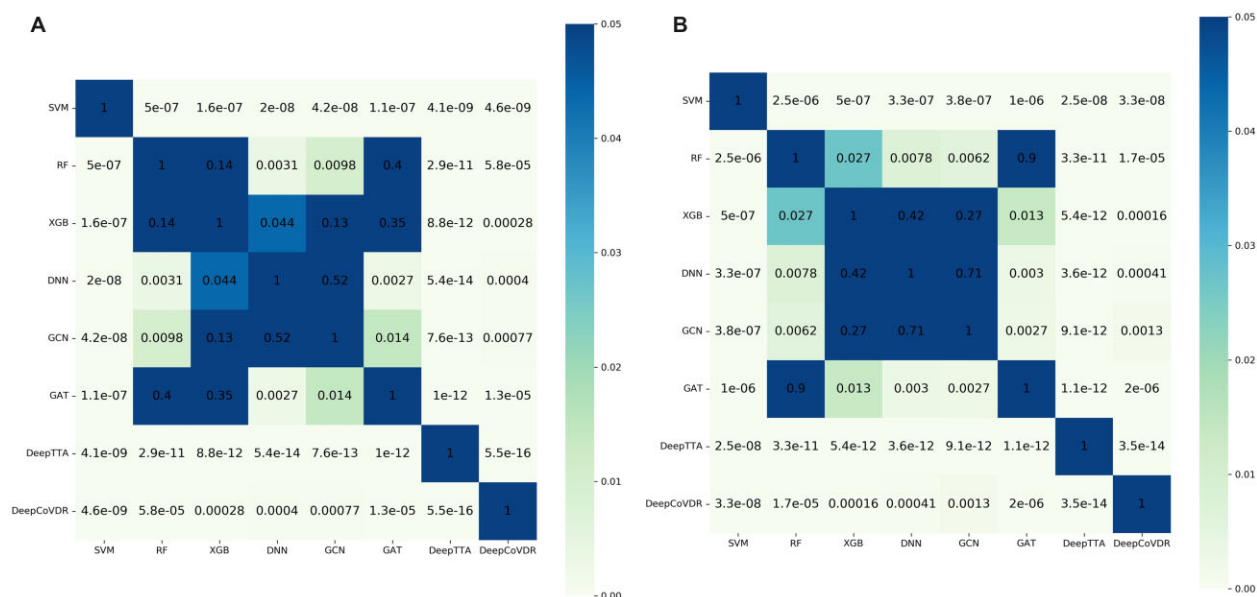 A
SVM
1 5e-07 1.6e-07 2e-08 4.2e-08 1.1e-07 4.1e-09 4.6e-09
RF
5e-07 1 0.14 0.0031 0.0098 0.4 2.9e-11 5.8e-05
XGB
1.6e-07 0.14 1 0.044 0.13 0.35 8.8e-12 0.00028
DNN
2e-08 0.0031 0.044 1 0.52 0.0027 5.4e-14 0.0004
GCN
4.2e-08 0.0098 0.13 0.52 1 0.014 7.6e-13 0.00077
GAT
1.1e-07 0.4 0.35 0.0027 0.014 1 1e-12 1.3e-05
DeepTTA
4.1e-09 2.9e-11 8.8e-12 5.4e-14 7.6e-13 1e-12 1 5.5e-16
DeepCoVDR
4.6e-09 5.8e-05 0.00028 0.0004 0.00077 1.3e-05 5.5e-16 1
SVM RF XGB DNN GCN GAT DeepTTA DeepCoVDR
0.05
0.04
0.03
0.02
0.01
0.00
B
SVM
1 2.5e-06 5e-07 3.3e-07 3.8e-07 1e-06 2.5e-08 3.3e-08
RF
2.5e-06 1 0.027 0.0078 0.0062 0.9 3.3e-11 1.7e-05
XGB
5e-07 0.027 1 0.42 0.27 0.013 5.4e-12 0.00016
DNN
3.3e-07 0.0078 0.42 1 0.71 0.003 3.6e-12 0.00041
GCN
3.8e-07 0.0062 0.27 0.71 1 0.0027 9.1e-12 0.0013
GAT
1e-06 0.9 0.013 0.003 0.0027 1 1.1e-12 2e-06
DeepTTA
2.5e-08 3.3e-11 5.4e-12 3.6e-12 9.1e-12 1.1e-12 1 3.5e-14
DeepCoVDR
3.3e-08 1.7e-05 0.00016 0.00041 0.0013 2e-06 3.5e-14 1
SVM RF XGB DNN GCN GAT DeepTTA DeepCoVDR
0.05
0.04
0.03
0.02
0.01
0.00